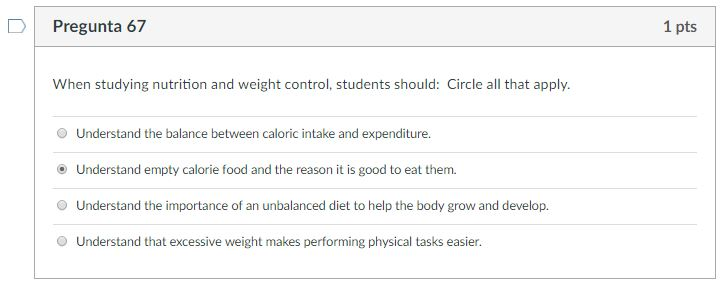 Pregunta 67
1 pts
When studying nutrition and weight control, students should:  Circle all that apply.
Understand the balance between caloric intake and expenditure.
Understand empty calorie food and the reason it is good to eat them.
Understand the importance of an unbalanced diet to help the body grow and develop.
Understand that excessive weight makes performing physical tasks easier.